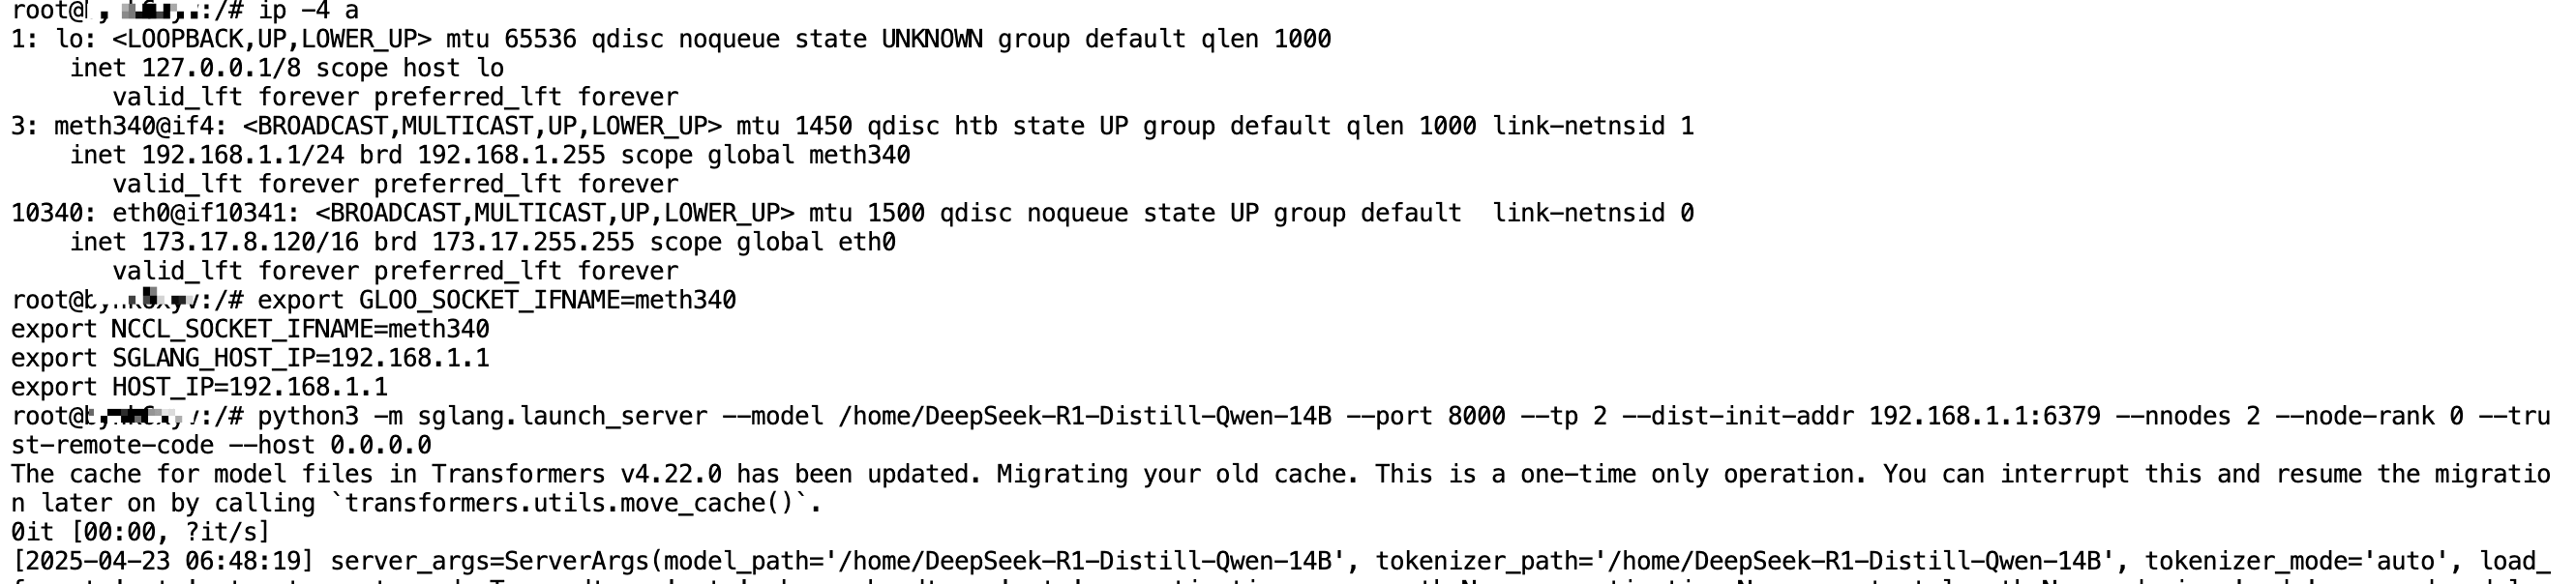 root@ :/# ip -4 a
1: lo: <LOOPBACK,UP,LOWER_UP> mtu 65536 qdisc noqueue state UNKNOWN group default qlen 1000
    inet 127.0.0.1/8 scope host lo
       valid_lft forever preferred_lft forever
3: meth340@if4: <BROADCAST,MULTICAST,UP,LOWER_UP> mtu 1450 qdisc htb state UP group default qlen 1000 link-netnsid 1
    inet 192.168.1.1/24 brd 192.168.1.255 scope global meth340
       valid_lft forever preferred_lft forever
10340: eth0@if10341: <BROADCAST,MULTICAST,UP,LOWER_UP> mtu 1500 qdisc noqueue state UP group default  link-netnsid 0
    inet 173.17.8.120/16 brd 173.17.255.255 scope global eth0
       valid_lft forever preferred_lft forever
root@ :/# export GLOO_SOCKET_IFNAME=meth340
export NCCL_SOCKET_IFNAME=meth340
export SGLANG_HOST_IP=192.168.1.1
export HOST_IP=192.168.1.1
root@ :/# python3 -m sglang.launch_server --model /home/DeepSeek-R1-Distill-Qwen-14B --port 8000 --tp 2 --dist-init-addr 192.168.1.1:6379 --nnodes 2 --node-rank 0 --tru
st-remote-code --host 0.0.0.0
The cache for model files in Transformers v4.22.0 has been updated. Migrating your old cache. This is a one-time only operation. You can interrupt this and resume the migratio
n later on by calling `transformers.utils.move_cache()`.
0it [00:00, ?it/s]
[2025-04-23 06:48:19] server_args=ServerArgs(model_path='/home/DeepSeek-R1-Distill-Qwen-14B', tokenizer_path='/home/DeepSeek-R1-Distill-Qwen-14B', tokenizer_mode='auto', load_